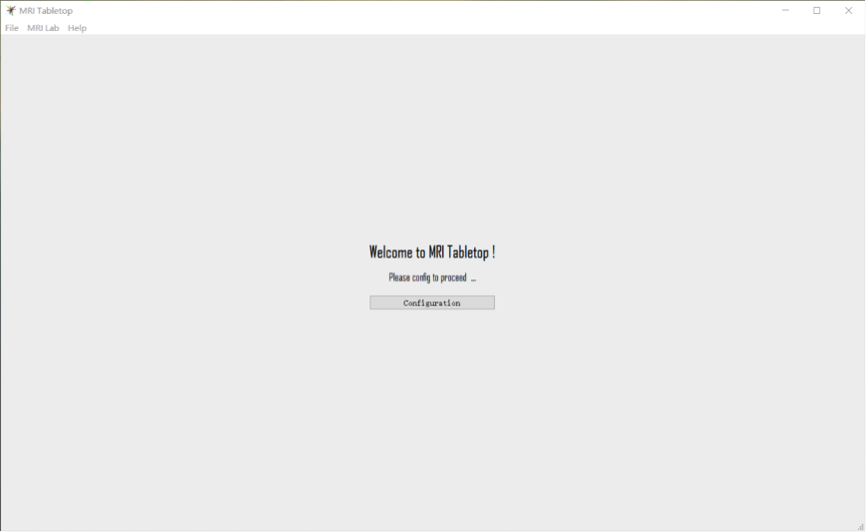 MRI Tabletop
File MRI Lab Help
Welcome to MRI Tabletop !
Please config to proceed ...
Configuration